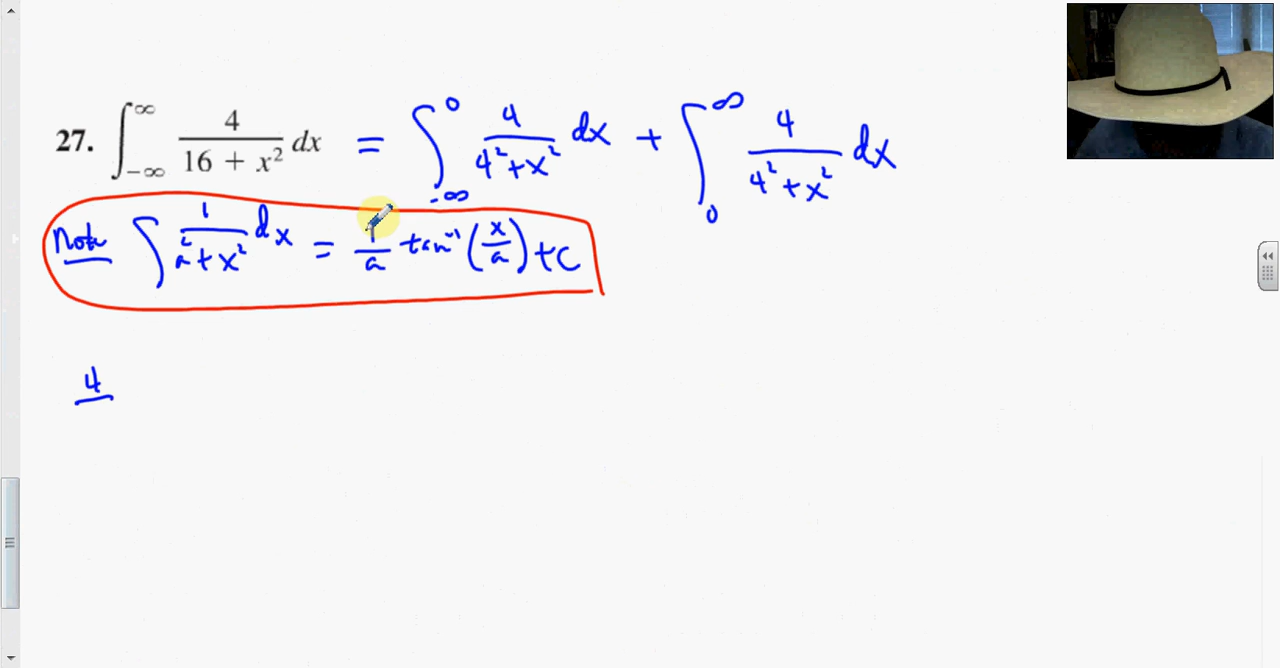 27. ∫_{-∞}^{∞} 4/(16 + x²) dx = ∫_{-∞}^{0} 4/(4²+x²) dx + ∫_{0}^{∞} 4/(4²+x²) dx
Note ∫ 1/(a²+x²) dx = 1/a tan⁻¹(x/a) + C
4